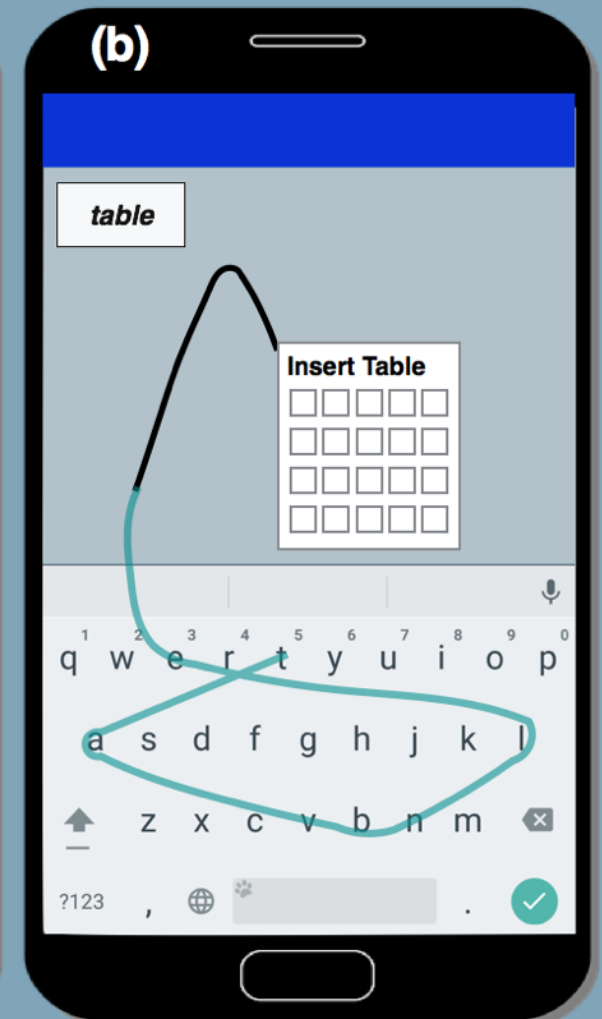 (b)
table
Insert Table
1 2 3 4 5 6 7 8 9 0
q w e r t y u i o p
a s d f g h j k l
z x c v b n m
?123 , .